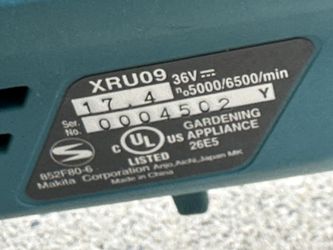 XRU09 36V⎓
17.4 n₀5000/6500/min
Ser. No. 0004502 Y
C UL US GARDENING APPLIANCE 26E5
LISTED
852F80-6
Makita Corporation Anjo, Aichi, Japan MK
Made in China